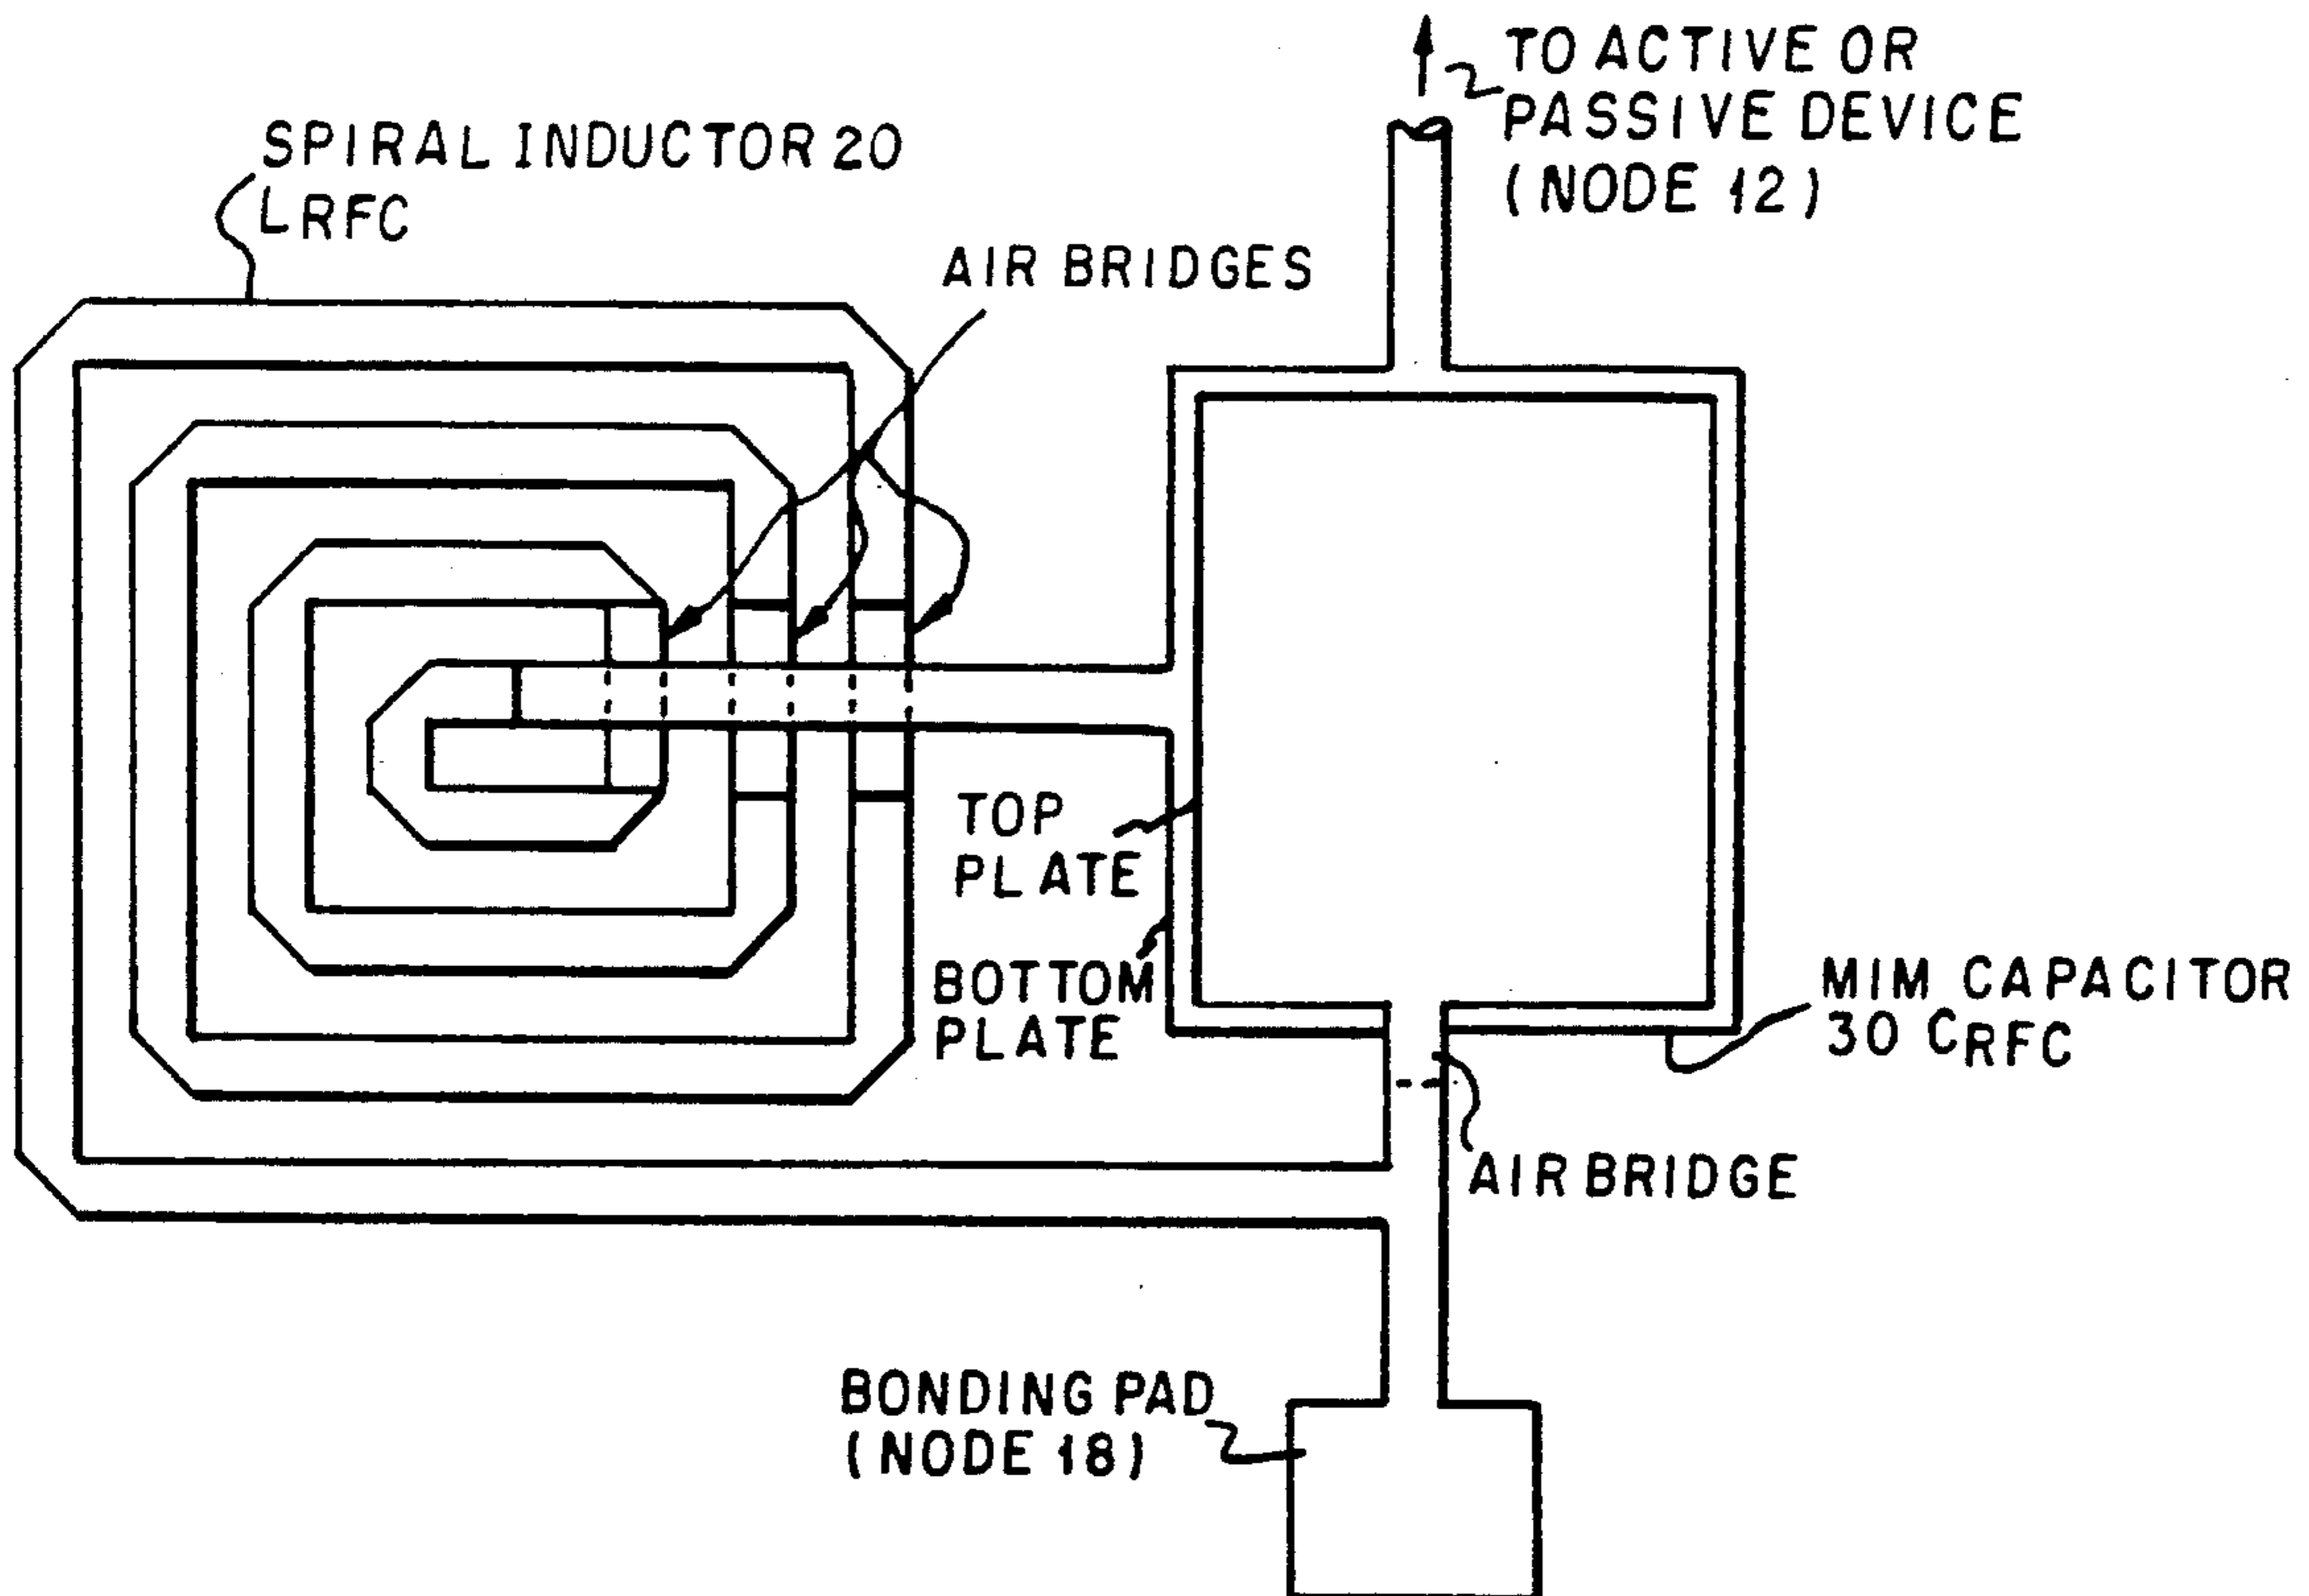 TO ACTIVE OR
PASSIVE DEVICE
(NODE 12)
SPIRAL INDUCTOR 20
LRFC
AIR BRIDGES
TOP
PLATE
BOTTOM
PLATE
MIM CAPACITOR
30 CRFC
AIR BRIDGE
BONDING PAD
(NODE 18)